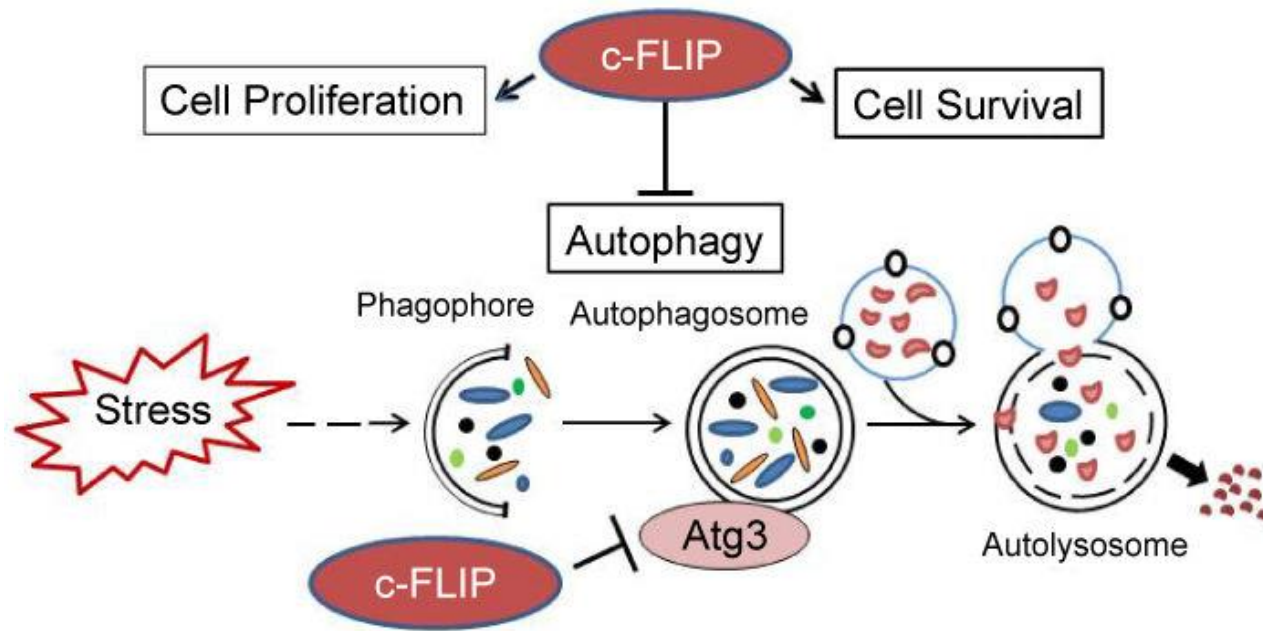 c-FLIP
Cell Proliferation
Cell Survival
Autophagy
Phagophore
Autophagosome
Stress
Atg3
c-FLIP
Autolysosome